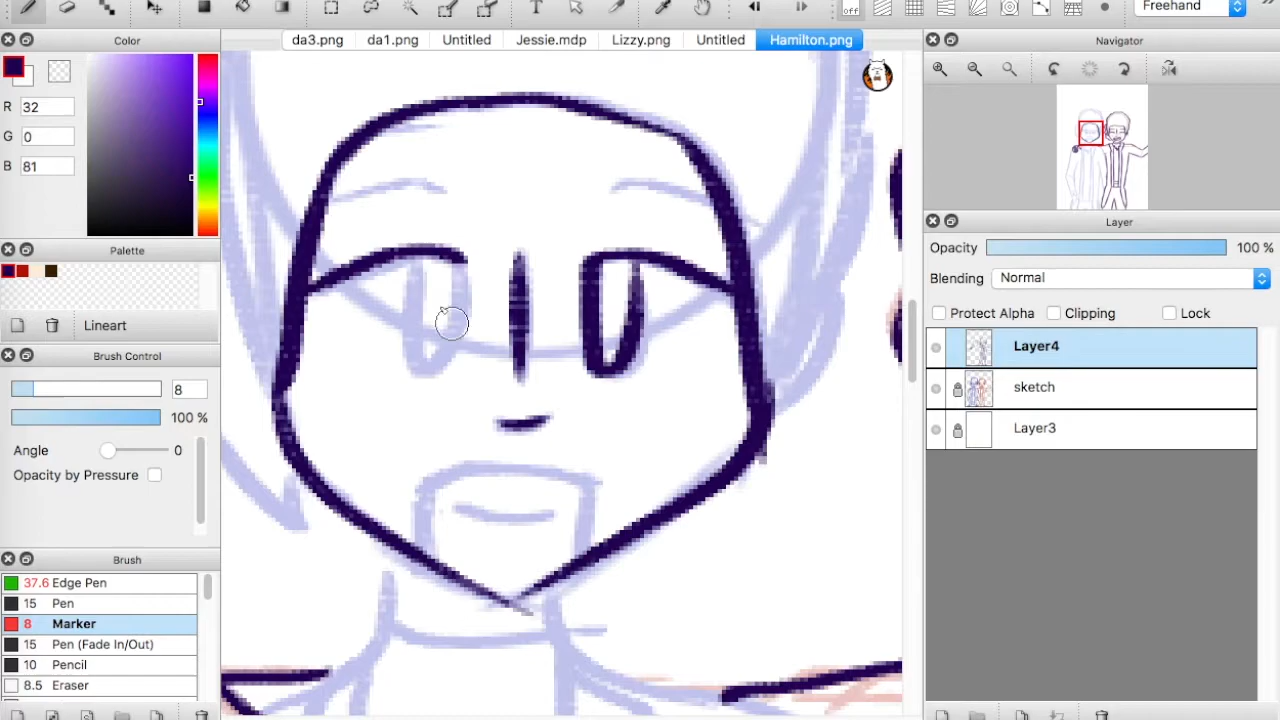 off
Freehand
Color
da3.png
da1.png
Untitled
Jessie.mdp
Lizzy.png
Untitled
Hamilton.png
Navigator
R 32
G 0
B 81
Palette
Lineart
Brush Control
8
100 %
Angle 0
Opacity by Pressure
Brush
37.6 Edge Pen
15 Pen
8 Marker
15 Pen (Fade In/Out)
10 Pencil
8.5 Eraser
Layer
Opacity 100 %
Blending Normal
Protect Alpha Clipping Lock
Layer4
sketch
Layer3